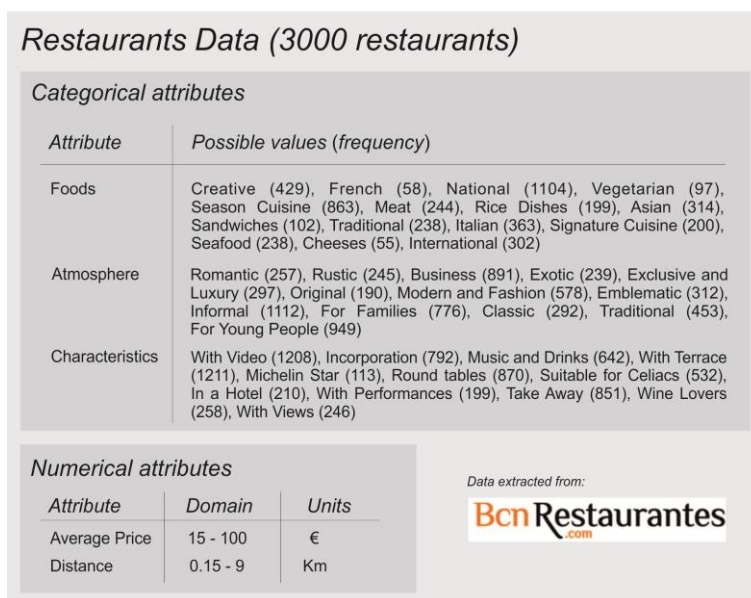 Restaurants Data (3000 restaurants)
Categorical attributes
Attribute Possible values (frequency)
Foods Creative (429), French (58), National (1104), Vegetarian (97),
Season Cuisine (863), Meat (244), Rice Dishes (199), Asian (314),
Sandwiches (102), Traditional (238), Italian (363), Signature Cuisine (200),
Seafood (238), Cheeses (55), International (302)
Atmosphere Romantic (257), Rustic (245), Business (891), Exotic (239), Exclusive and
Luxury (297), Original (190), Modern and Fashion (578), Emblematic (312),
Informal (1112), For Families (776), Classic (292), Traditional (453),
For Young People (949)
Characteristics With Video (1208), Incorporation (792), Music and Drinks (642), With Terrace
(1211), Michelin Star (113), Round tables (870), Suitable for Celiacs (532),
In a Hotel (210), With Performances (199), Take Away (851), Wine Lovers
(258), With Views (246)
Numerical attributes
Attribute Domain Units
Average Price 15 - 100 €
Distance 0.15 - 9 Km
Data extracted from:
Bcn Restaurantes
.com